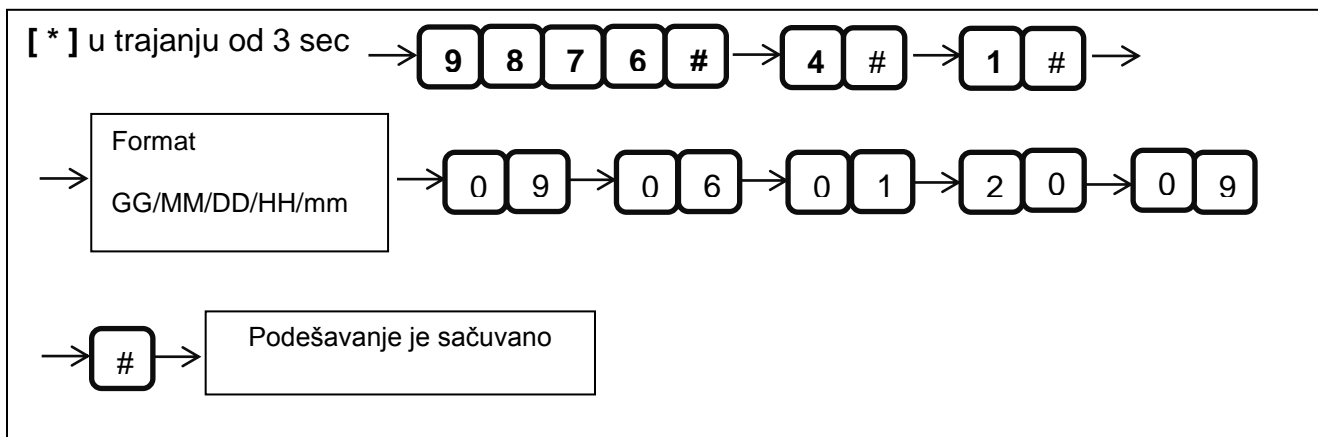 [ * ] u trajanju od 3 sec → 9 8 7 6 # → 4 # → 1 # →
→ Format
GG/MM/DD/HH/mm → 0 9 → 0 6 → 0 1 → 2 0 → 0 9
→ # → Podešavanje je sačuvano